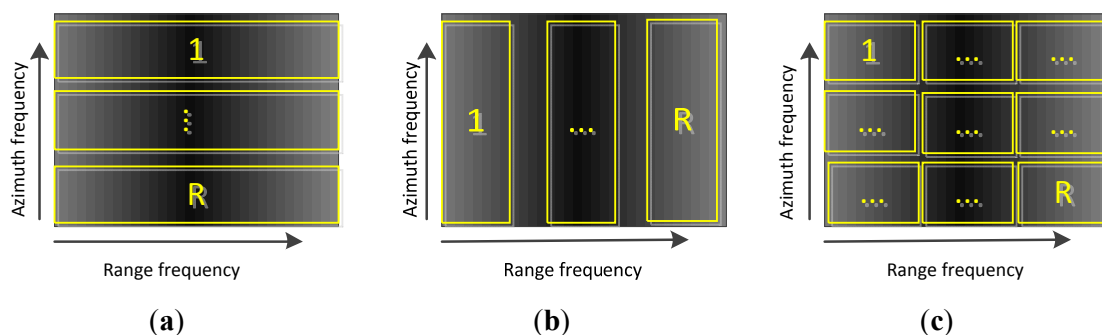 Azimuth frequency
1
⋮
R
Range frequency
(a)
Azimuth frequency
1 ... R
Range frequency
(b)
Azimuth frequency
1 ... ...
... ... ...
... ... R
Range frequency
(c)